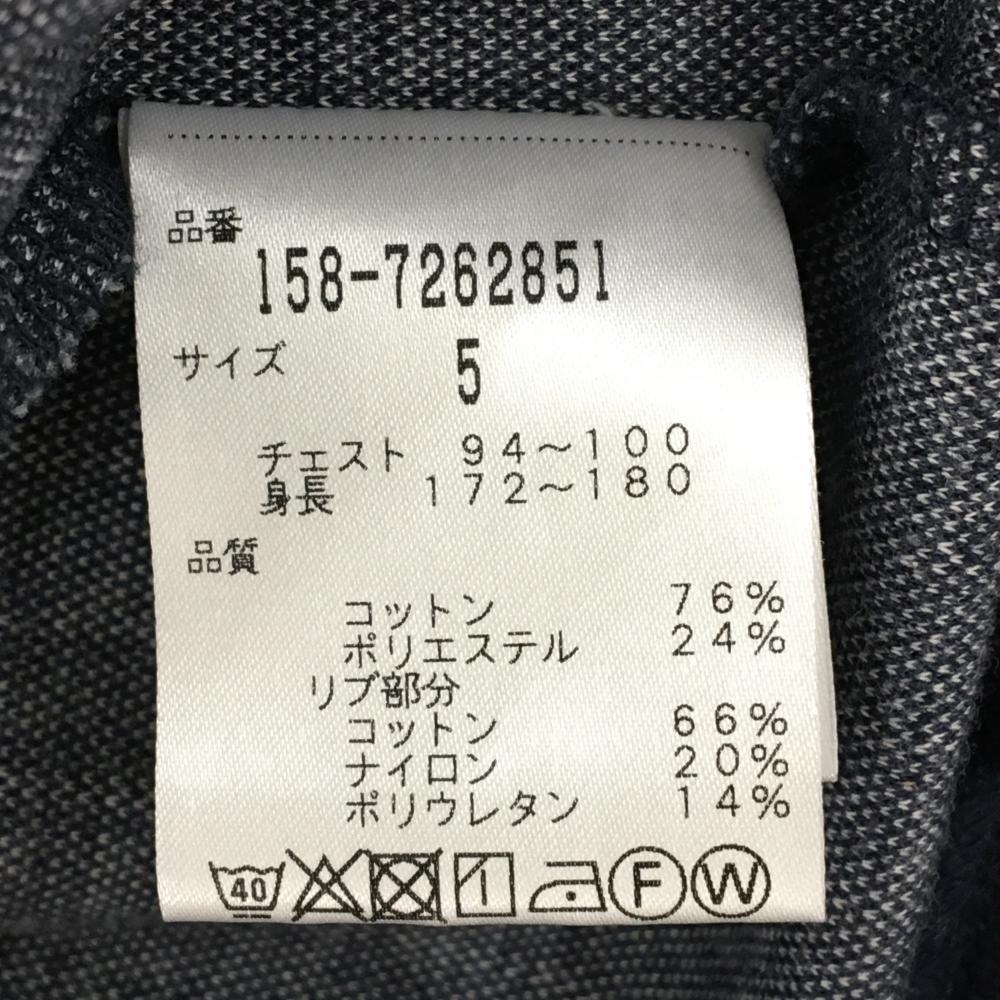 品番
158-7262851
サイズ 5
チェスト 94〜100
身長 172〜180
品質
コットン 76%
ポリエステル 24%
リブ部分
コットン 66%
ナイロン 20%
ポリウレタン 14%
40 F W